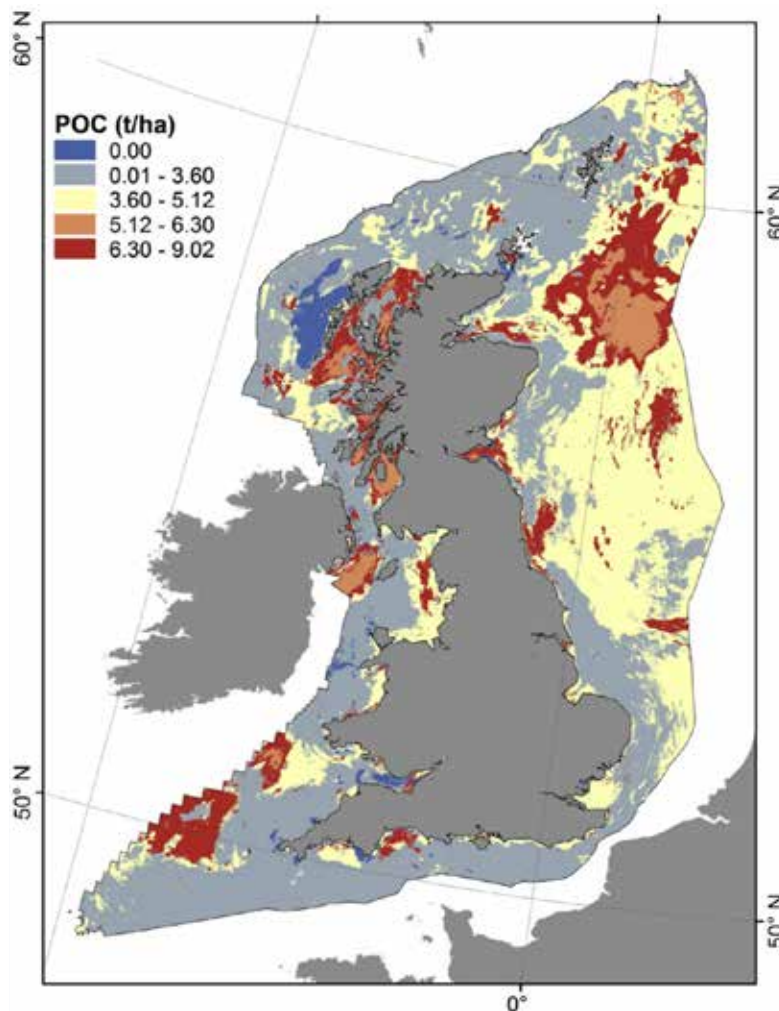 60° N
POC (t/ha)
0.00
0.01 - 3.60
3.60 - 5.12
5.12 - 6.30
6.30 - 9.02
60° N
50° N
50° N
0°